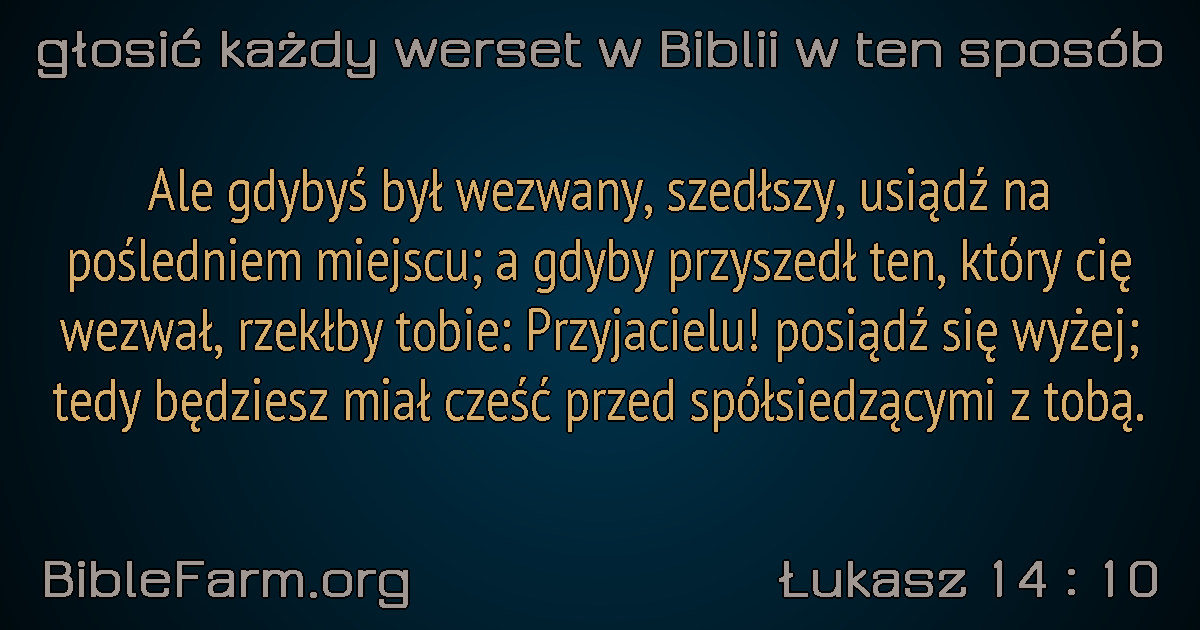 głosić każdy werset w Biblii w ten sposób
Ale gdybyś był wezwany, szedłszy, usiądź na
pośledniem miejscu; a gdyby przyszedł ten, który cię
wezwał, rzekłby tobie: Przyjacielu! posiądź się wyżej;
tedy będziesz miał cześć przed spółsiedzącymi z tobą.
BibleFarm.org
Łukasz 14 : 10